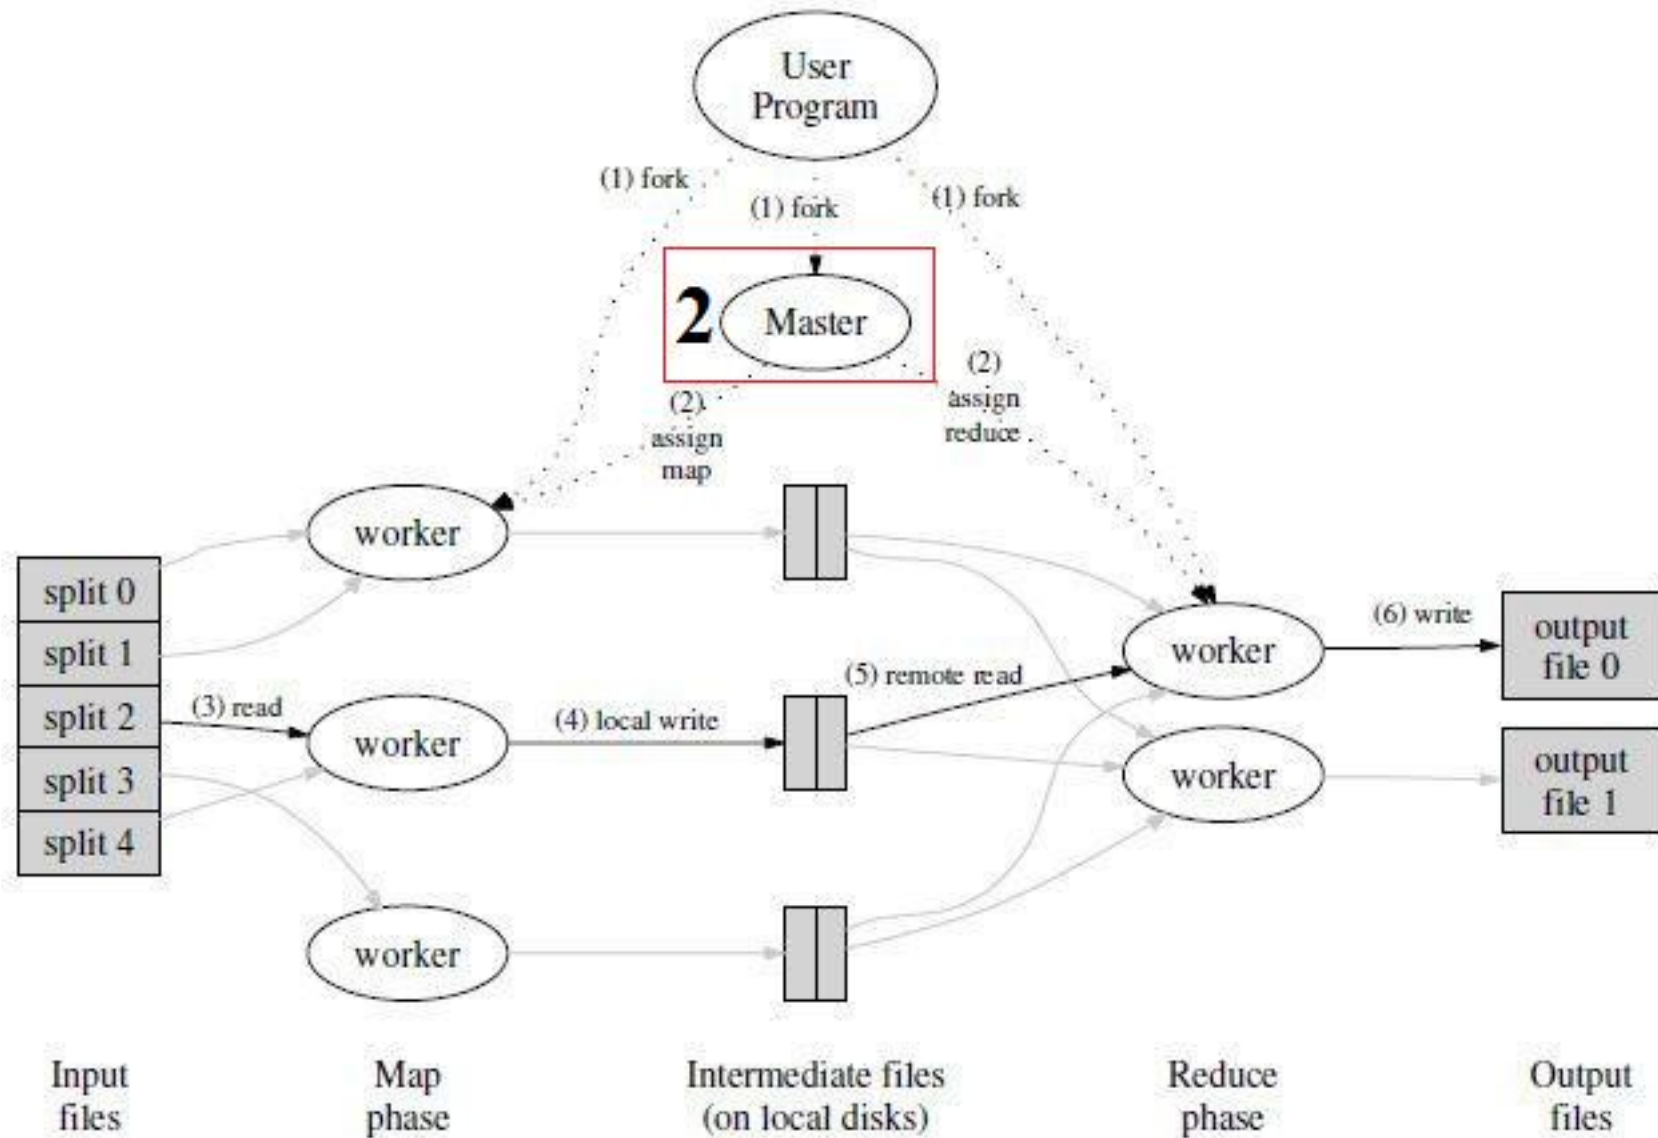 User
Program
(1) fork
(1) fork
(1) fork
2
Master
(2)
assign
map
(2)
assign
reduce
worker
split 0
split 1
split 2
split 3
split 4
(3) read
worker
(4) local write
(5) remote read
worker
(6) write
output
file 0
worker
output
file 1
worker
Input
files
Map
phase
Intermediate files
(on local disks)
Reduce
phase
Output
files